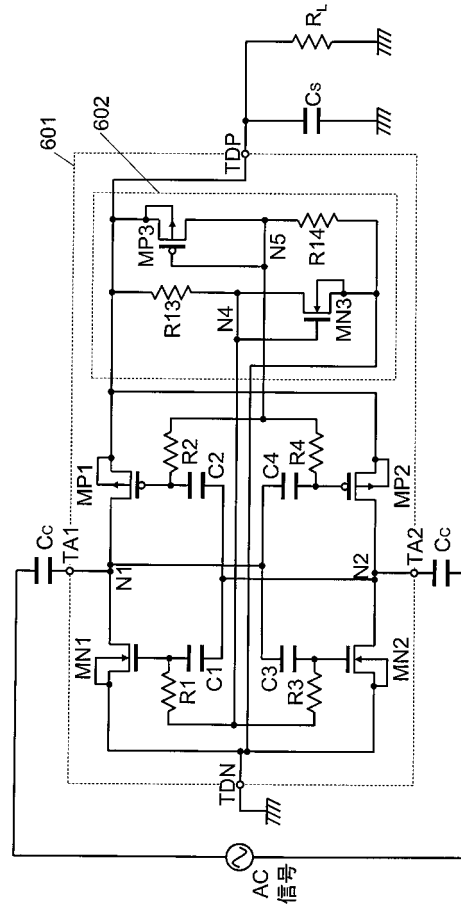 601
602
AC
信号
CC
TA1
N1
MN1
R1
C1
MP1
R2
C2
R13
N4
MP3
N5
R14
MN3
TDP
CS
RL
TDN
C3
R3
MN2
C4
R4
MP2
N2
TA2
CC